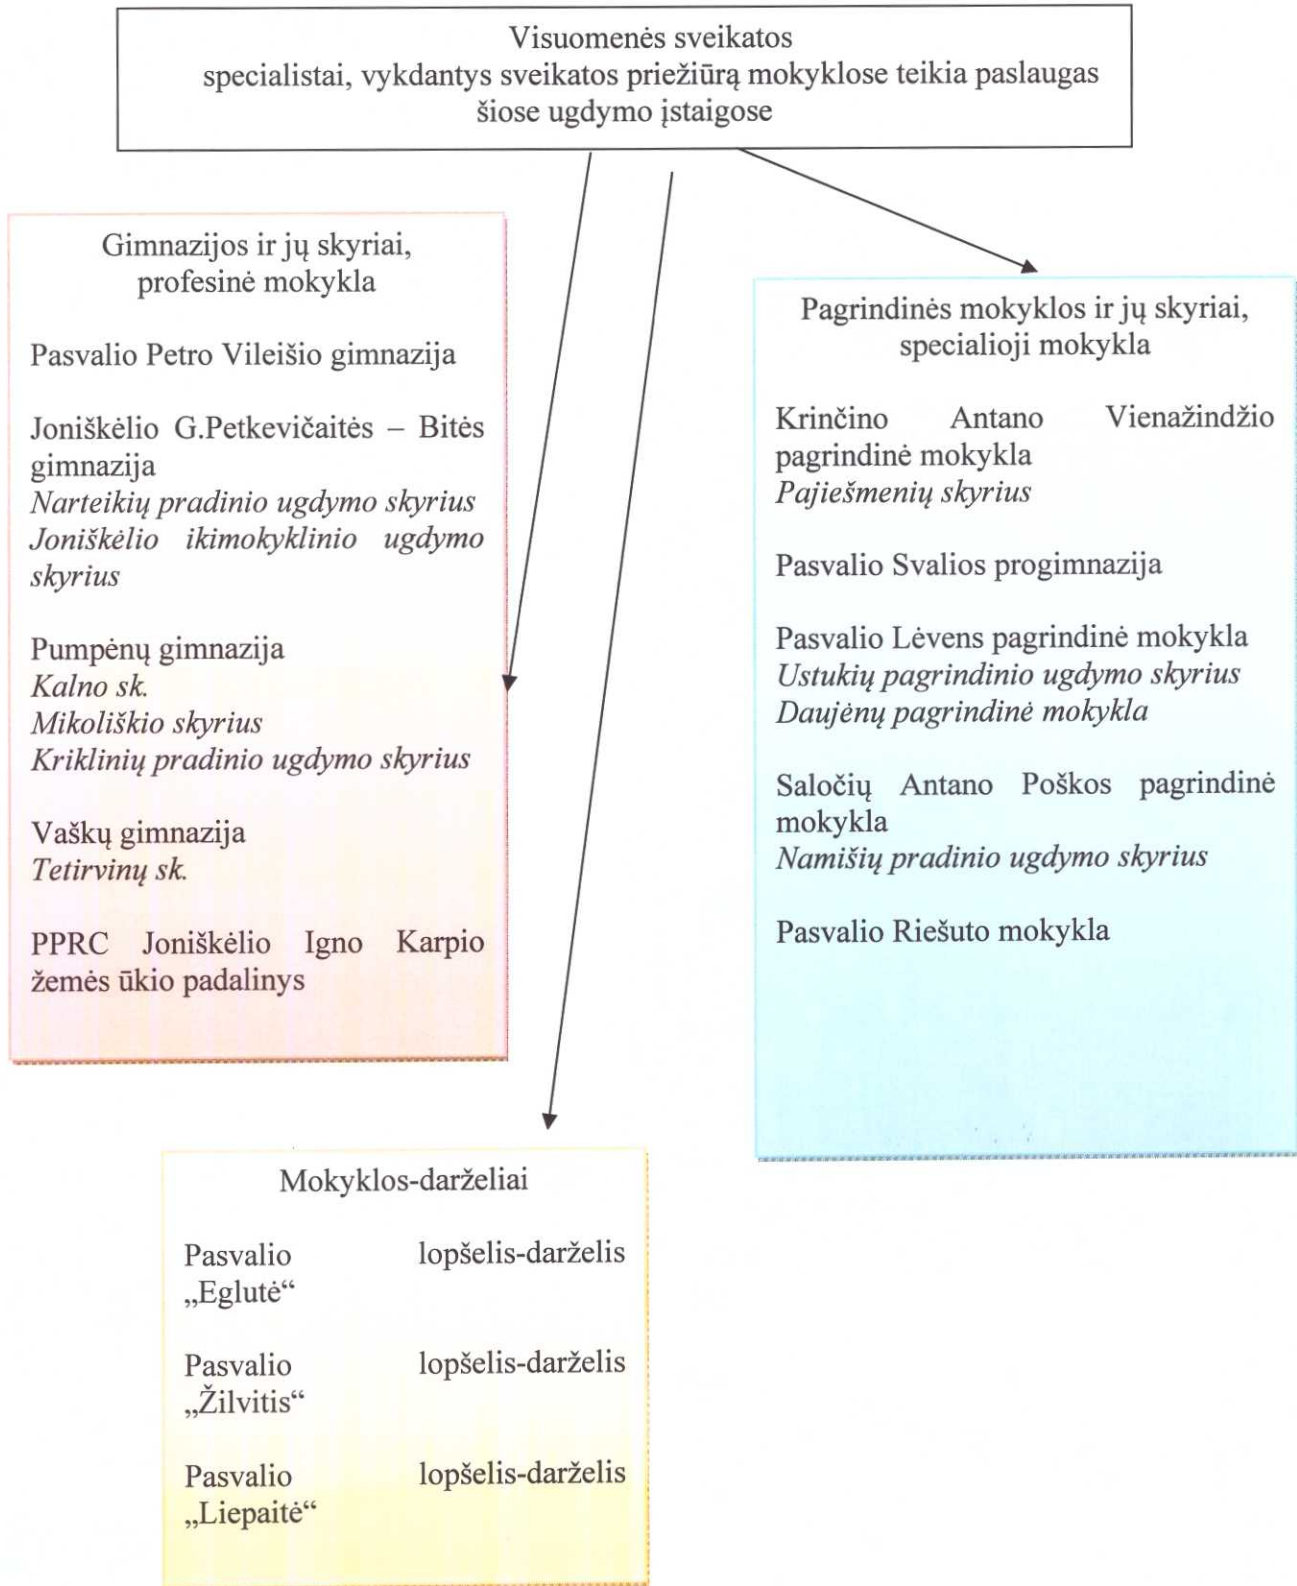 Visuomenės sveikatos
specialistai, vykdantys sveikatos priežiūrą mokyklose teikia paslaugas
šiose ugdymo įstaigose
Gimnazijos ir jų skyriai,
profesinė mokykla
Pasvalio Petro Vileišio gimnazija
Joniškėlio G.Petkevičaitės – Bitės
gimnazija
Narteikių pradinio ugdymo skyrius
Joniškėlio ikimokyklinio ugdymo
skyrius
Pumpėnų gimnazija
Kalno sk.
Mikoliškio skyrius
Kriklinių pradinio ugdymo skyrius
Vaškų gimnazija
Tetirvinų sk.
PPRC Joniškėlio Igno Karpio
žemės ūkio padalinys
Pagrindinės mokyklos ir jų skyriai,
specialioji mokykla
Krinčino Antano Vienažindžio
pagrindinė mokykla
Pajiešmenių skyrius
Pasvalio Svalios progimnazija
Pasvalio Lėvens pagrindinė mokykla
Ustukių pagrindinio ugdymo skyrius
Daujėnų pagrindinė mokykla
Saločių Antano Poškos pagrindinė
mokykla
Namišių pradinio ugdymo skyrius
Pasvalio Riešuto mokykla
Mokyklos-darželiai
Pasvalio lopšelis-darželis
„Eglutė“
Pasvalio lopšelis-darželis
„Žilvitis“
Pasvalio lopšelis-darželis
„Liepaitė“